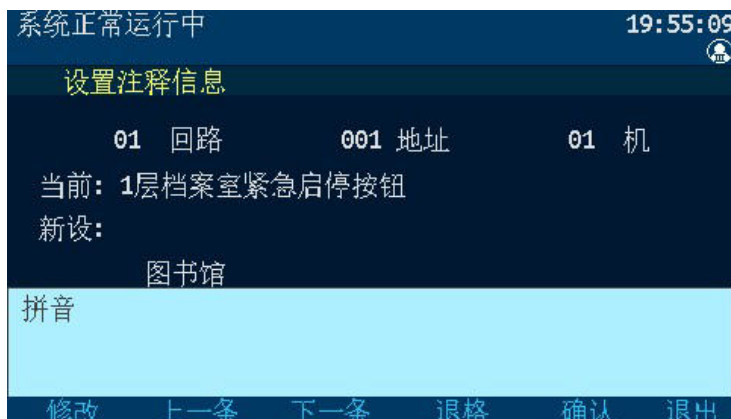 系统正常运行中 19:55:09
设置注释信息
01 回路 001 地址 01 机
当前: 1层档案室紧急启停按钮
新设:
图书馆
拼音
修改 上一条 下一条 退格 确认 退出